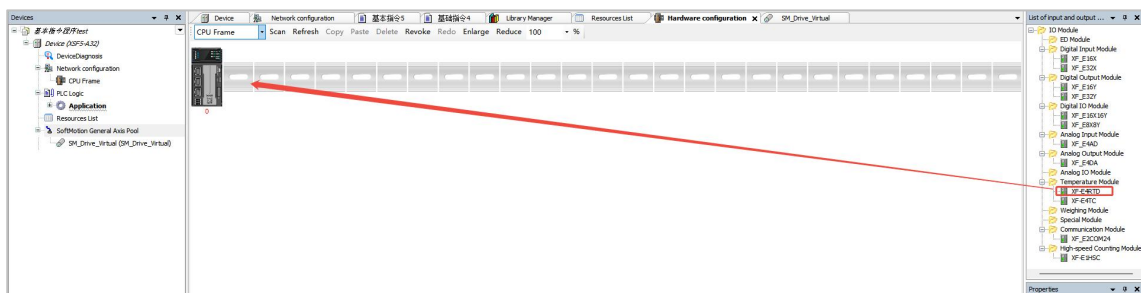 Devices
基本指令程序test
Device (XSF5-A32)
DeviceDiagnosis
Network configuration
CPU Frame
PLC Logic
Application
Resources List
SoftMotion General Axis Pool
SM_Drive_Virtual (SM_Drive_Virtual)
Device Network configuration 基本指令5 基础指令4 Library Manager Resources List Hardware configuration SM_Drive_Virtual
CPU Frame Scan Refresh Copy Paste Delete Revoke Redo Enlarge Reduce 100 %
0
List of input and output ...
IO Module
ED Module
Digital Input Module
XF_E16X
XF_E32X
Digital Output Module
XF_E16Y
XF_E32Y
Digital IO Module
XF_E16X16Y
XF_E8X8Y
Analog Input Module
XF_E4AD
Analog Output Module
XF_E4DA
Analog IO Module
Temperature Module
XF-E4RTD
XF-E4TC
Weighing Module
Special Module
Communication Module
XF_E2COM24
High-speed Counting Module
XF-E1HSC
Properties